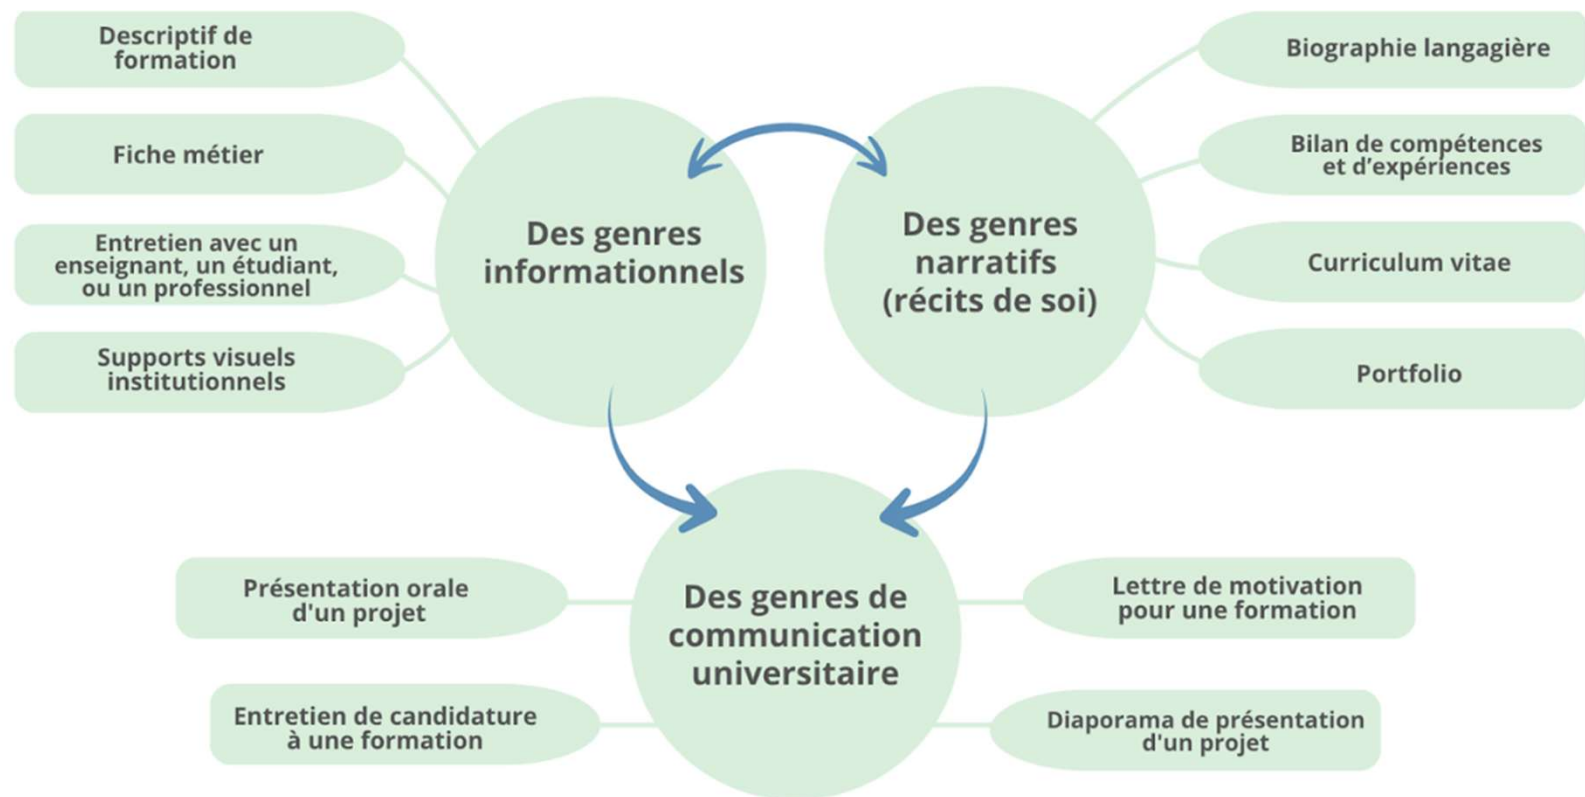 Descriptif de
formation
Fiche métier
Entretien avec un
enseignant, un étudiant,
ou un professionnel
Supports visuels
institutionnels
Des genres
informationnels
Des genres
narratifs
(récits de soi)
Biographie langagière
Bilan de compétences
et d’expériences
Curriculum vitae
Portfolio
Présentation orale
d'un projet
Entretien de candidature
à une formation
Des genres de
communication
universitaire
Lettre de motivation
pour une formation
Diaporama de présentation
d'un projet